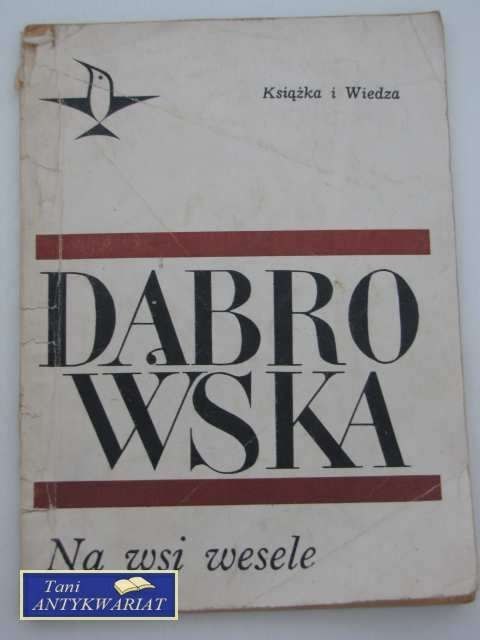 Książka i Wiedza
DĄBRO
WSKA
Na wsi wesele
Tani
ANTYKWARIAT